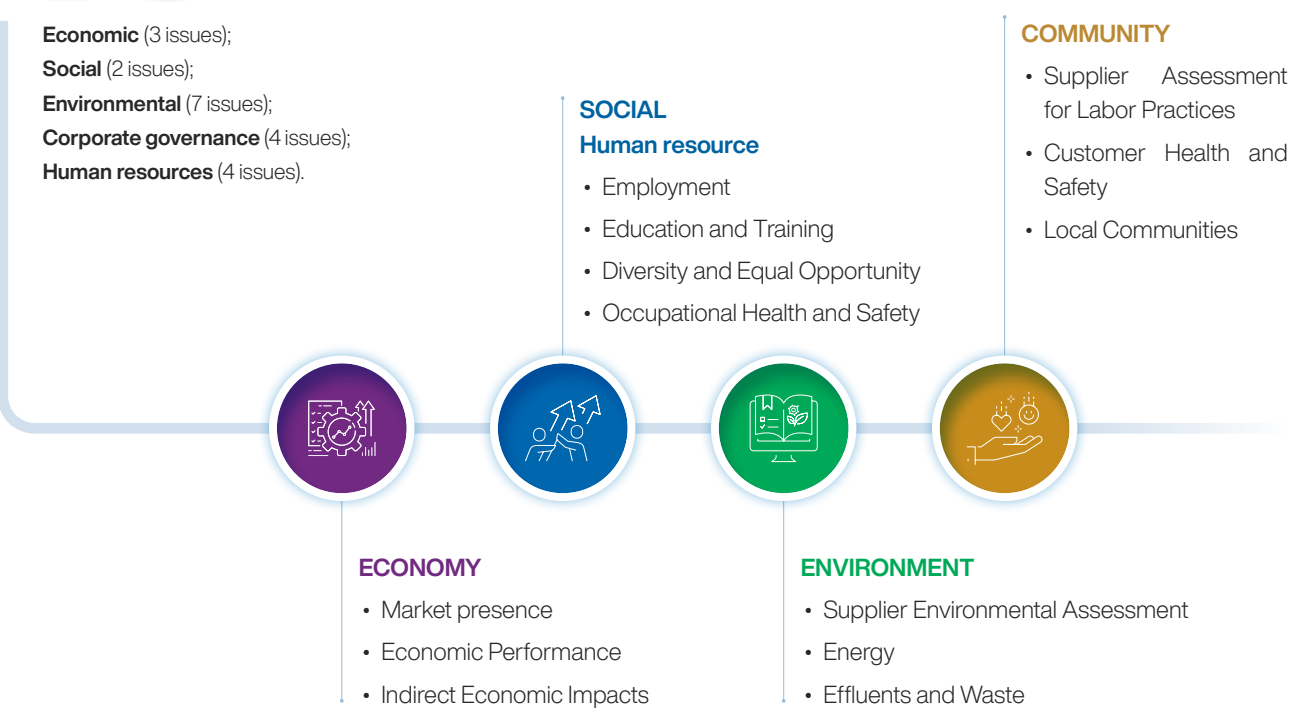 Economic (3 issues);
Social (2 issues);
Environmental (7 issues);
Corporate governance (4 issues);
Human resources (4 issues).
SOCIAL
Human resource
• Employment
• Education and Training
• Diversity and Equal Opportunity
• Occupational Health and Safety
COMMUNITY
• Supplier Assessment
for Labor Practices
• Customer Health and
Safety
• Local Communities
ECONOMY
• Market presence
• Economic Performance
• Indirect Economic Impacts
ENVIRONMENT
• Supplier Environmental Assessment
• Energy
• Effluents and Waste